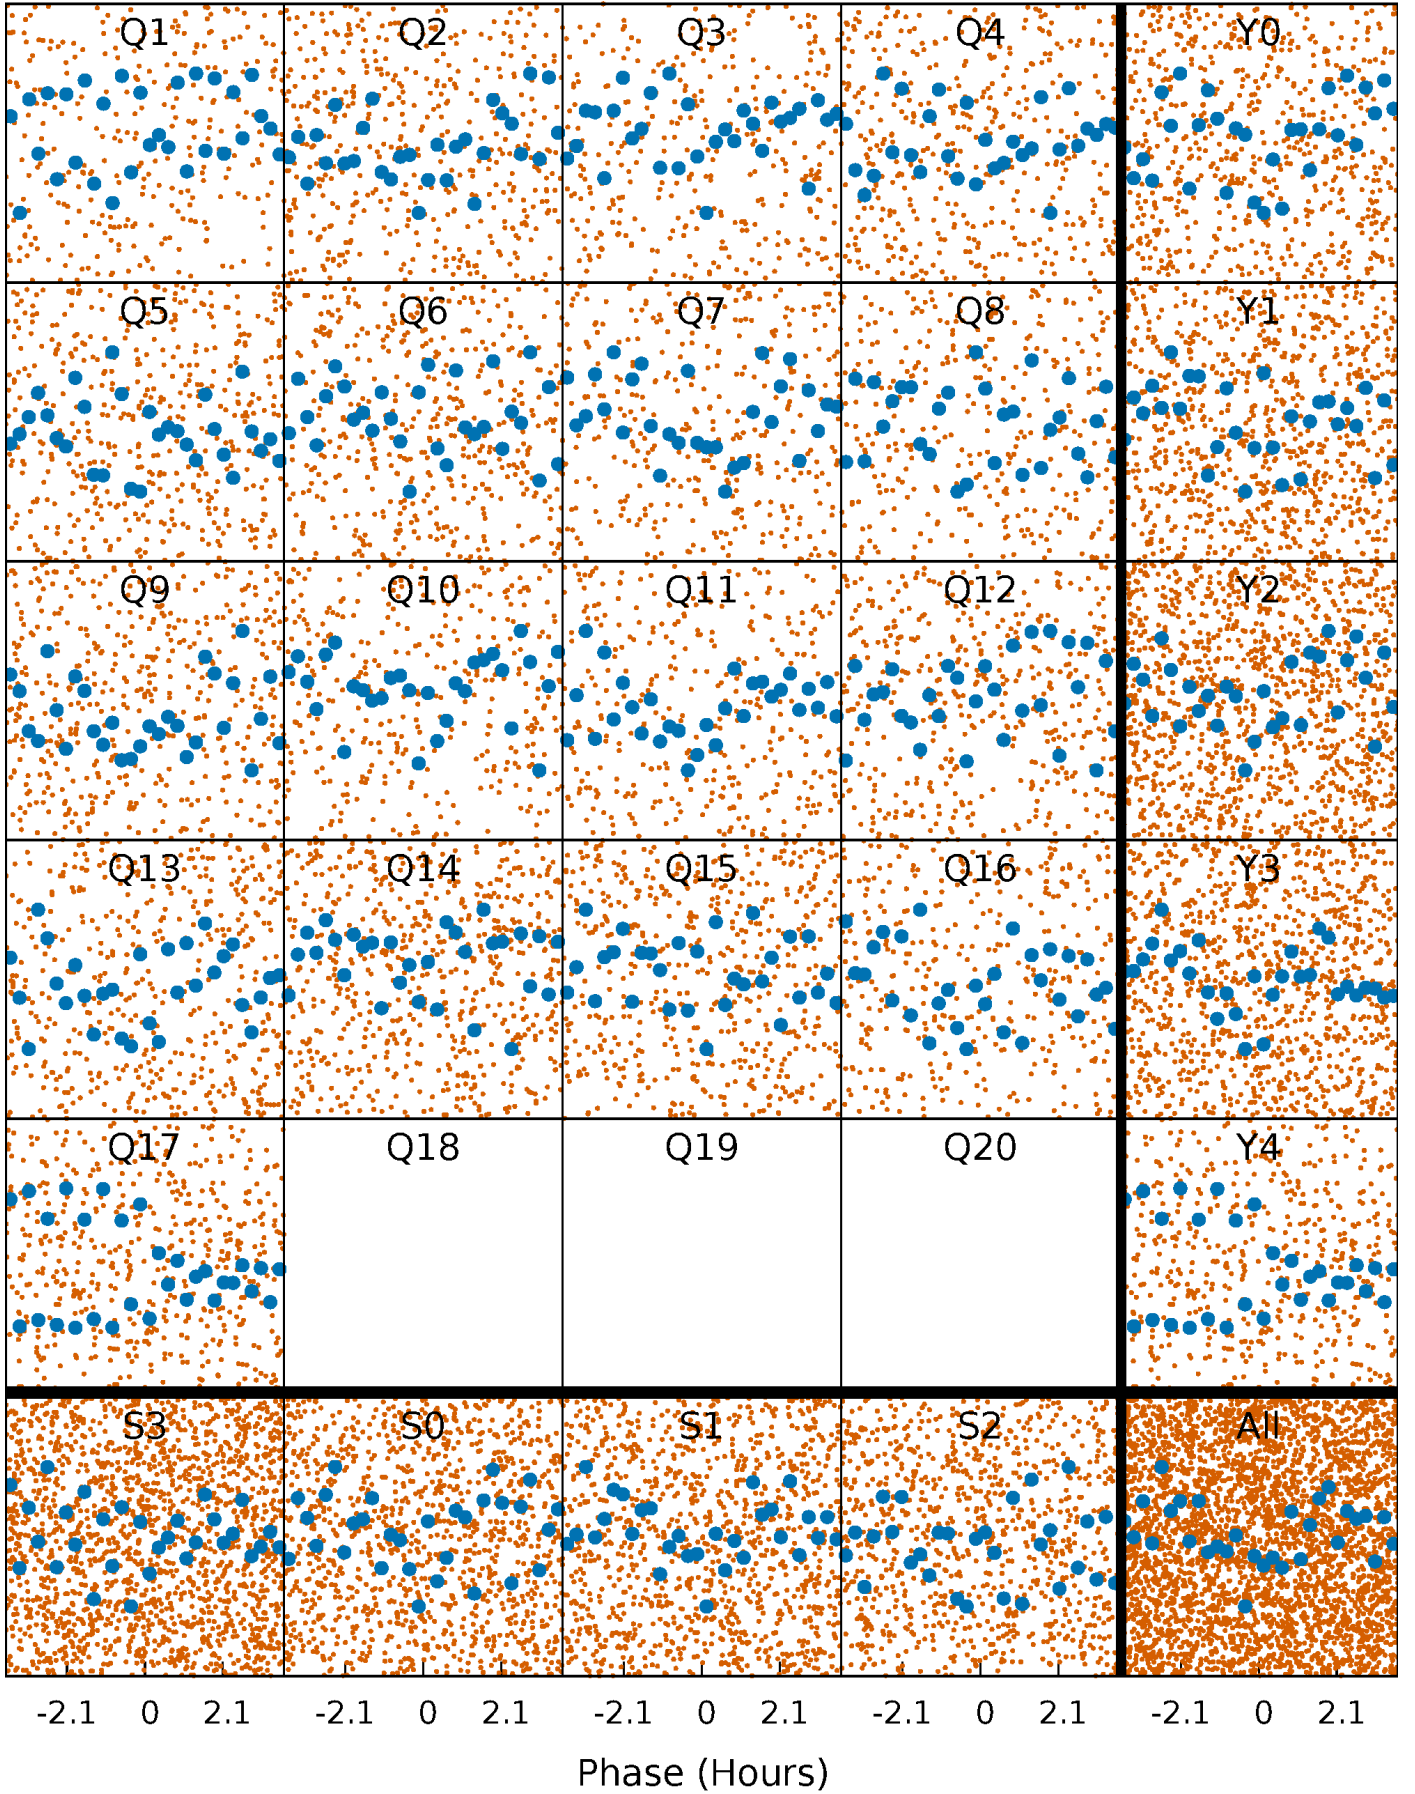 Q1 Q2 Q3 Q4 Y0
Q5 Q6 Q7 Q8 Y1
Q9 Q10 Q11 Q12 Y2
Q13 Q14 Q15 Q16 Y3
Q17 Q18 Q19 Q20 Y4
S3 S0 S1 S2 All
-2.1 0 2.1 -2.1 0 2.1 -2.1 0 2.1 -2.1 0 2.1 -2.1 0 2.1
Phase (Hours)